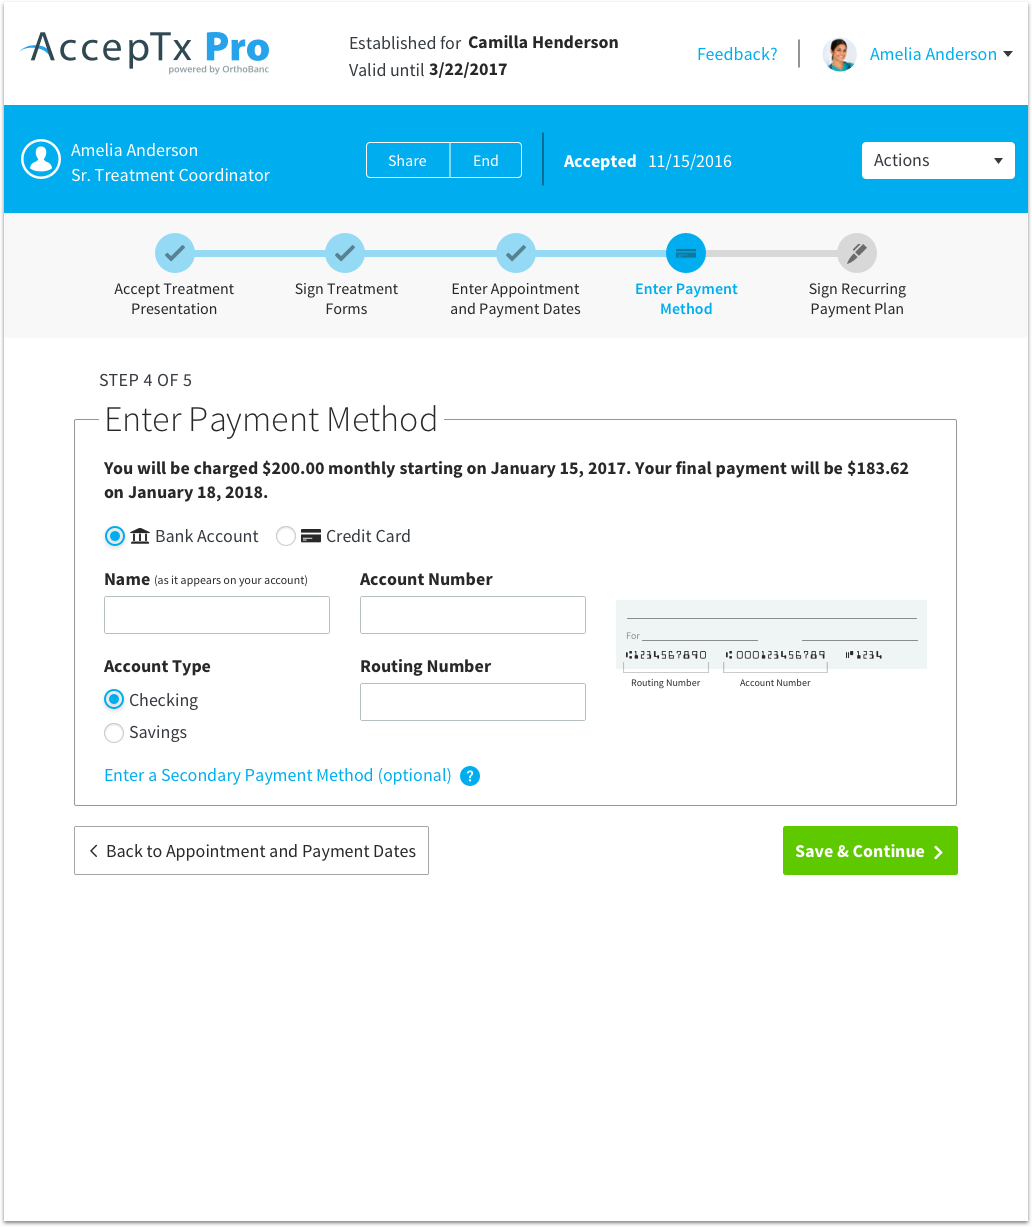 AccepTx Pro
powered by OrthoBanc
Established for Camilla Henderson
Valid until 3/22/2017
Feedback?
Amelia Anderson
Amelia Anderson
Sr. Treatment Coordinator
Share
End
Accepted 11/15/2016
Actions
Accept Treatment
Presentation
Sign Treatment
Forms
Enter Appointment
and Payment Dates
Enter Payment
Method
Sign Recurring
Payment Plan
STEP 4 OF 5
Enter Payment Method
You will be charged $200.00 monthly starting on January 15, 2017. Your final payment will be $183.62
on January 18, 2018.
Bank Account
Credit Card
Name (as it appears on your account)
Account Number
For
⑆1234567890 ⑆ 000123456789 ⑈1234
Routing Number
Account Number
Account Type
Routing Number
Checking
Savings
Enter a Secondary Payment Method (optional) ?
Back to Appointment and Payment Dates
Save & Continue